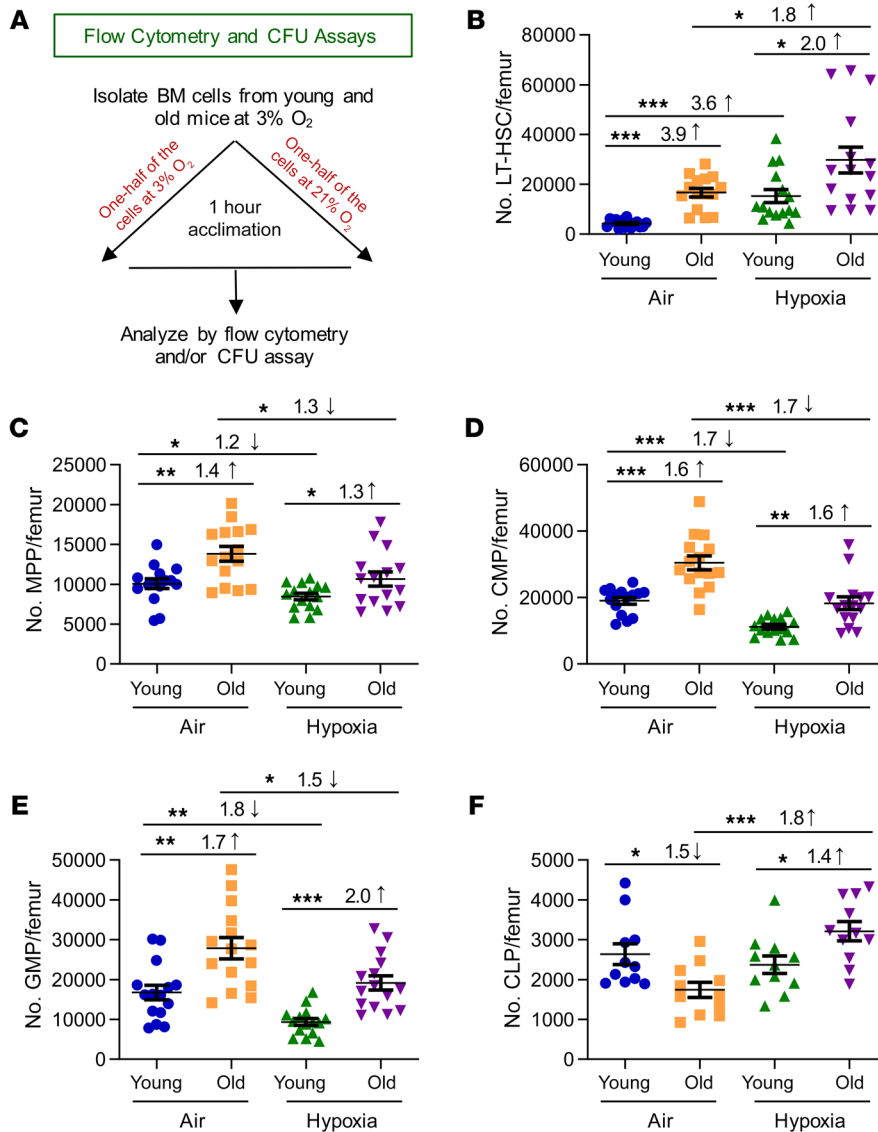 A
Flow Cytometry and CFU Assays
Isolate BM cells from young and
old mice at 3% O₂
One-half of the
cells at 3% O₂
One-half of the
cells at 21% O₂
1 hour
acclimation
Analyze by flow cytometry
and/or CFU assay
B
* 1.8 ↑
* 2.0 ↑
*** 3.6 ↑
*** 3.9 ↑
No. LT-HSC/femur
80000
60000
40000
20000
0
Young Old Young Old
Air Hypoxia
C
* 1.3 ↓
* 1.2 ↓
** 1.4 ↑
* 1.3 ↑
No. MPP/femur
25000
20000
15000
10000
5000
0
Young Old Young Old
Air Hypoxia
D
*** 1.7 ↓
*** 1.7 ↓
*** 1.6 ↑
** 1.6 ↑
No. CMP/femur
60000
40000
20000
0
Young Old Young Old
Air Hypoxia
E
* 1.5 ↓
** 1.8 ↓
** 1.7 ↑
*** 2.0 ↑
No. GMP/femur
50000
40000
30000
20000
10000
0
Young Old Young Old
Air Hypoxia
F
*** 1.8 ↑
* 1.5 ↓
* 1.4 ↑
No. CLP/femur
5000
4000
3000
2000
1000
0
Young Old Young Old
Air Hypoxia